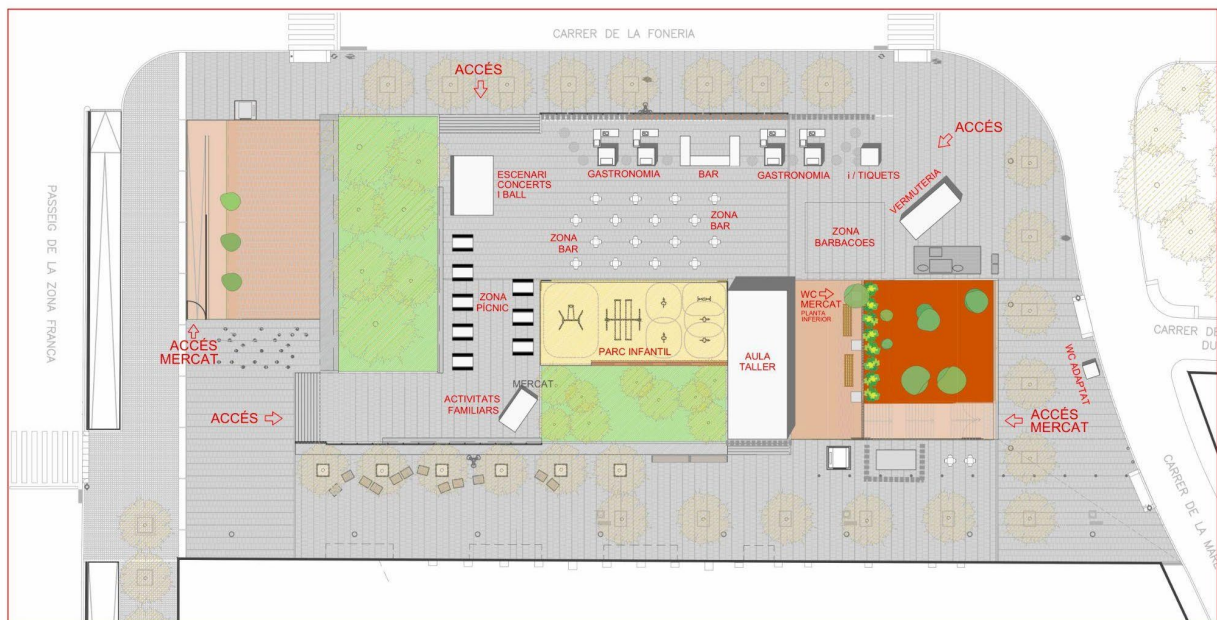 CARRER DE LA FONERIA
ACCÉS
ACCÉS
PASSEIG DE LA ZONA FRANCA
ESCENARI
CONCERTS
I BALL
GASTRONOMIA
BAR
GASTRONOMIA
i / TIQUETS
VERMUTERIA
ZONA
BAR
ZONA
BAR
ZONA
BARBACOES
ZONA
PÍCNIC
WC
MERCAT
PLANTA
INFERIOR
ACCÉS
MERCAT
PARC INFANTIL
AULA
TALLER
CARRER DE
DU
WC ADAPTAT
MERCAT
ACTIVITATS
FAMILIARS
ACCÉS
ACCÉS
MERCAT
CARRER DE LA